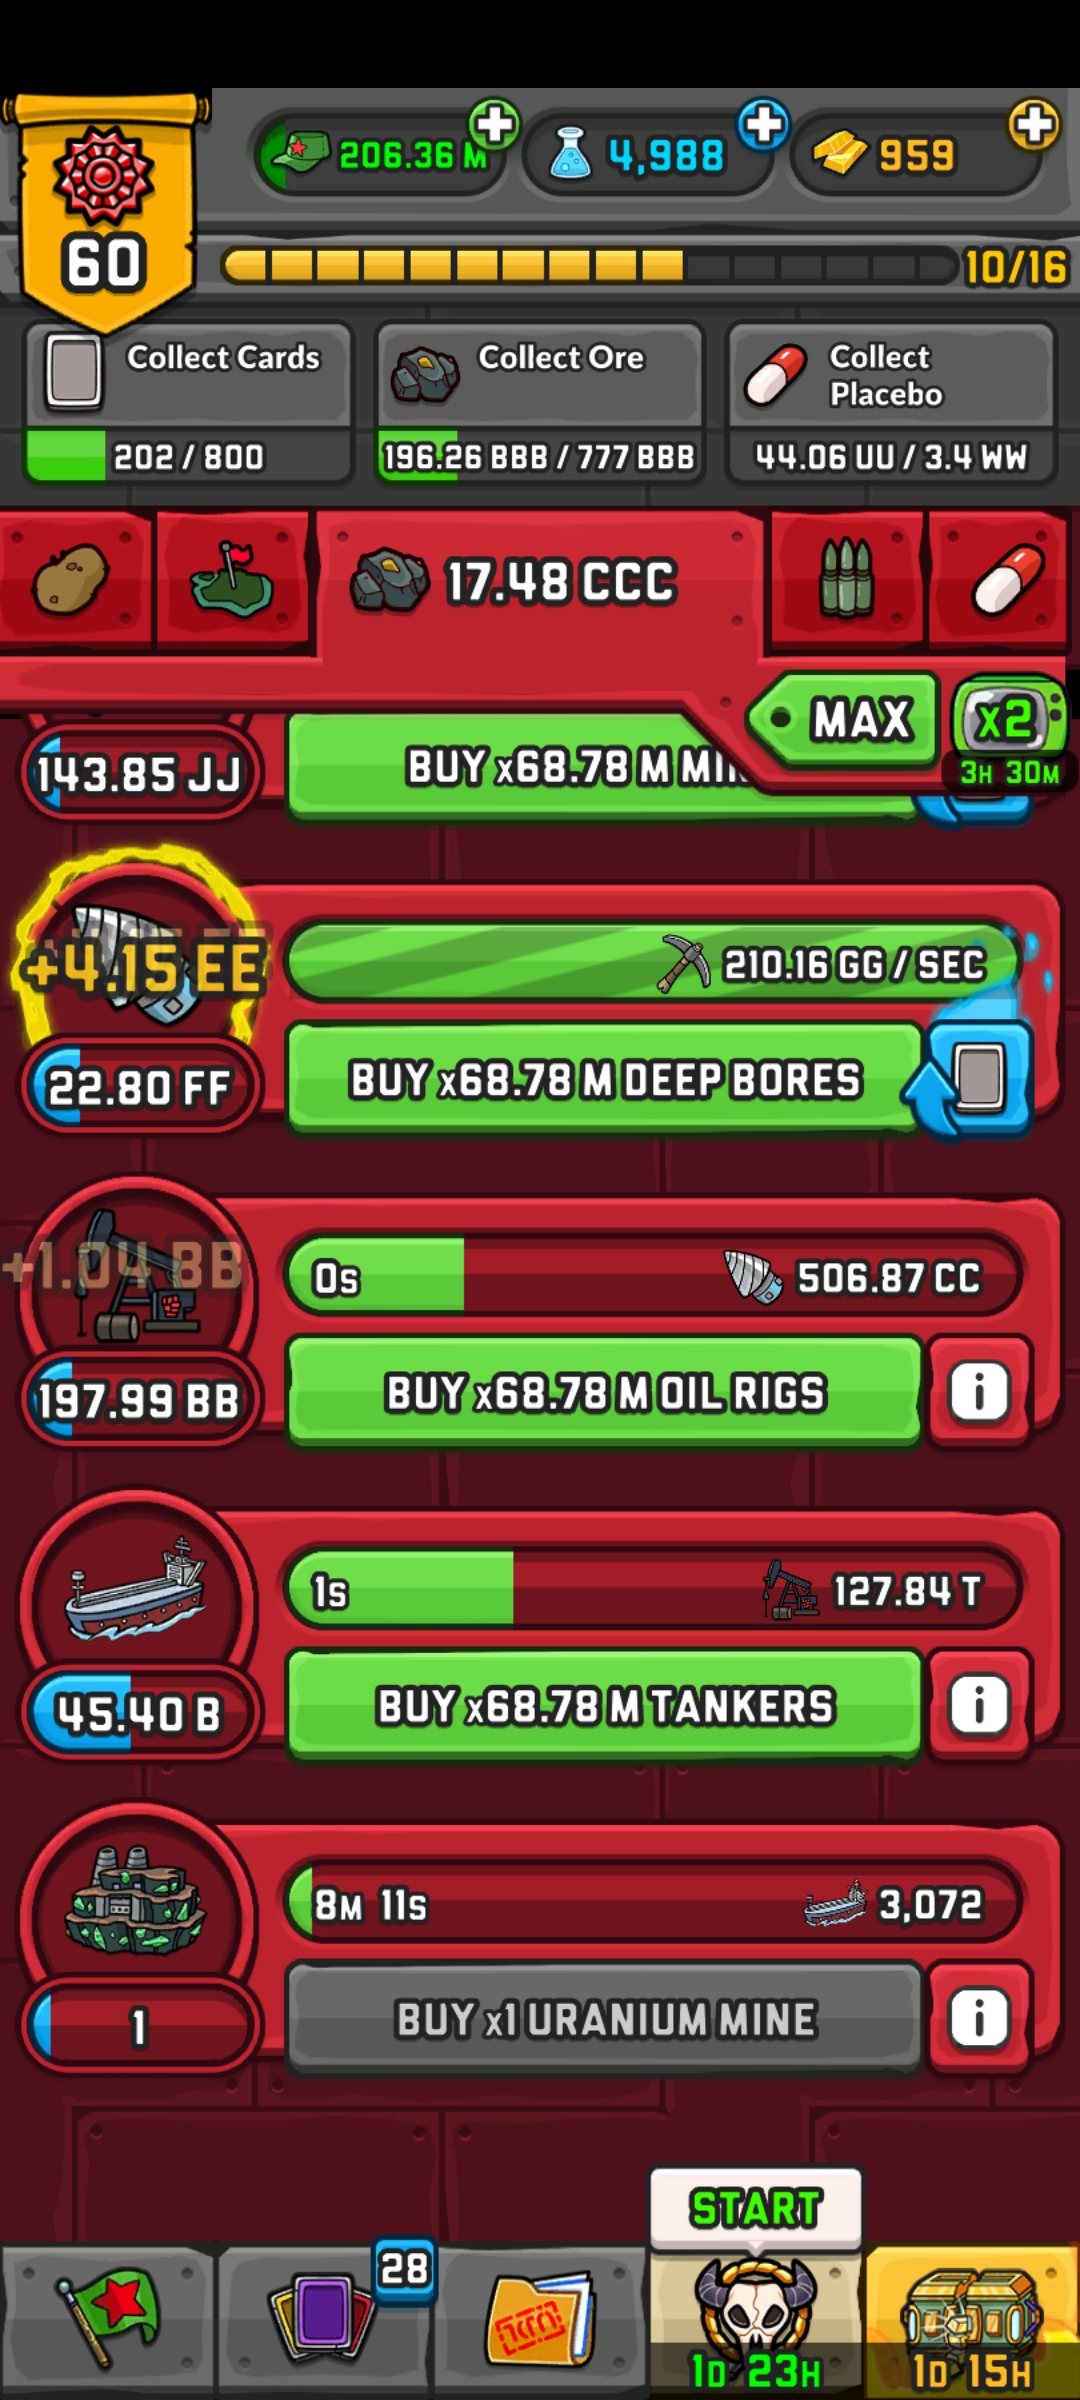 206.36 M
4,988
959
60
10/16
Collect Cards
202 / 800
Collect Ore
196.26 BBB / 777 BBB
Collect
Placebo
44.06 UU / 3.4 WW
17.48 CCC
MAX
x2
3H 30M
143.85 JJ
BUY x68.78 M
+4.15 EE
210.16 GG / SEC
22.80 FF
BUY x68.78 M DEEP BORES
+1.04 BB
0s
506.87 CC
197.99 BB
BUY x68.78 M OIL RIGS
i
1s
127.84 T
45.40 B
BUY x68.78 M TANKERS
i
8M 11s
3,072
1
BUY x1 URANIUM MINE
i
START
28
1D 23H
1D 15H